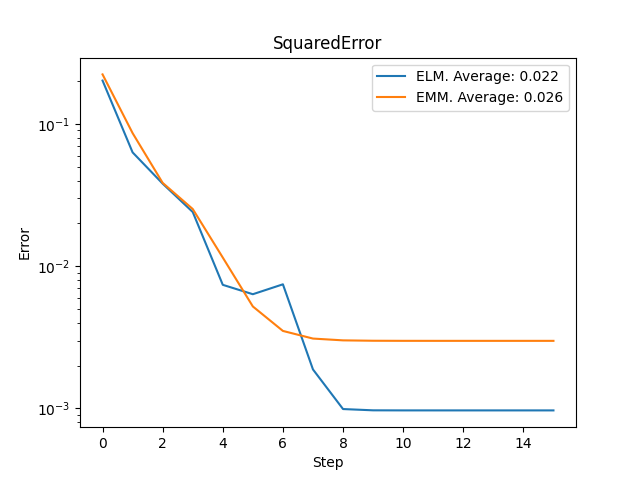 SquaredError
ELM. Average: 0.022
EMM. Average: 0.026
Error
10⁻¹
10⁻²
10⁻³
0 2 4 6 8 10 12 14
Step